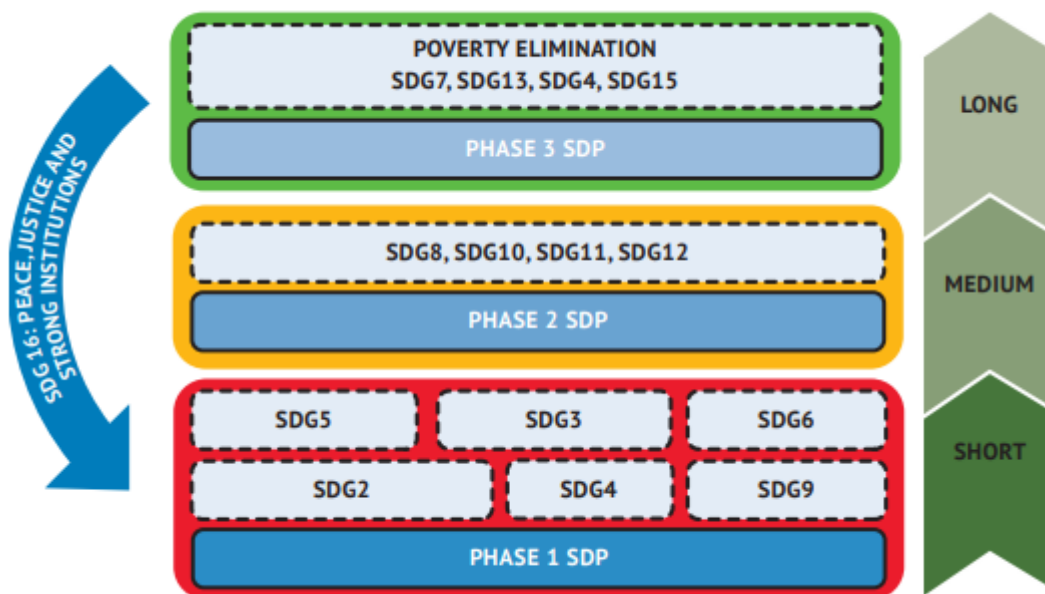 POVERTY ELIMINATION
SDG7, SDG13, SDG4, SDG15
PHASE 3 SDP
LONG
SDG 16: PEACE, JUSTICE AND
STRONG INSTITUTIONS
SDG8, SDG10, SDG11, SDG12
PHASE 2 SDP
MEDIUM
SDG5
SDG3
SDG6
SDG2
SDG4
SDG9
PHASE 1 SDP
SHORT